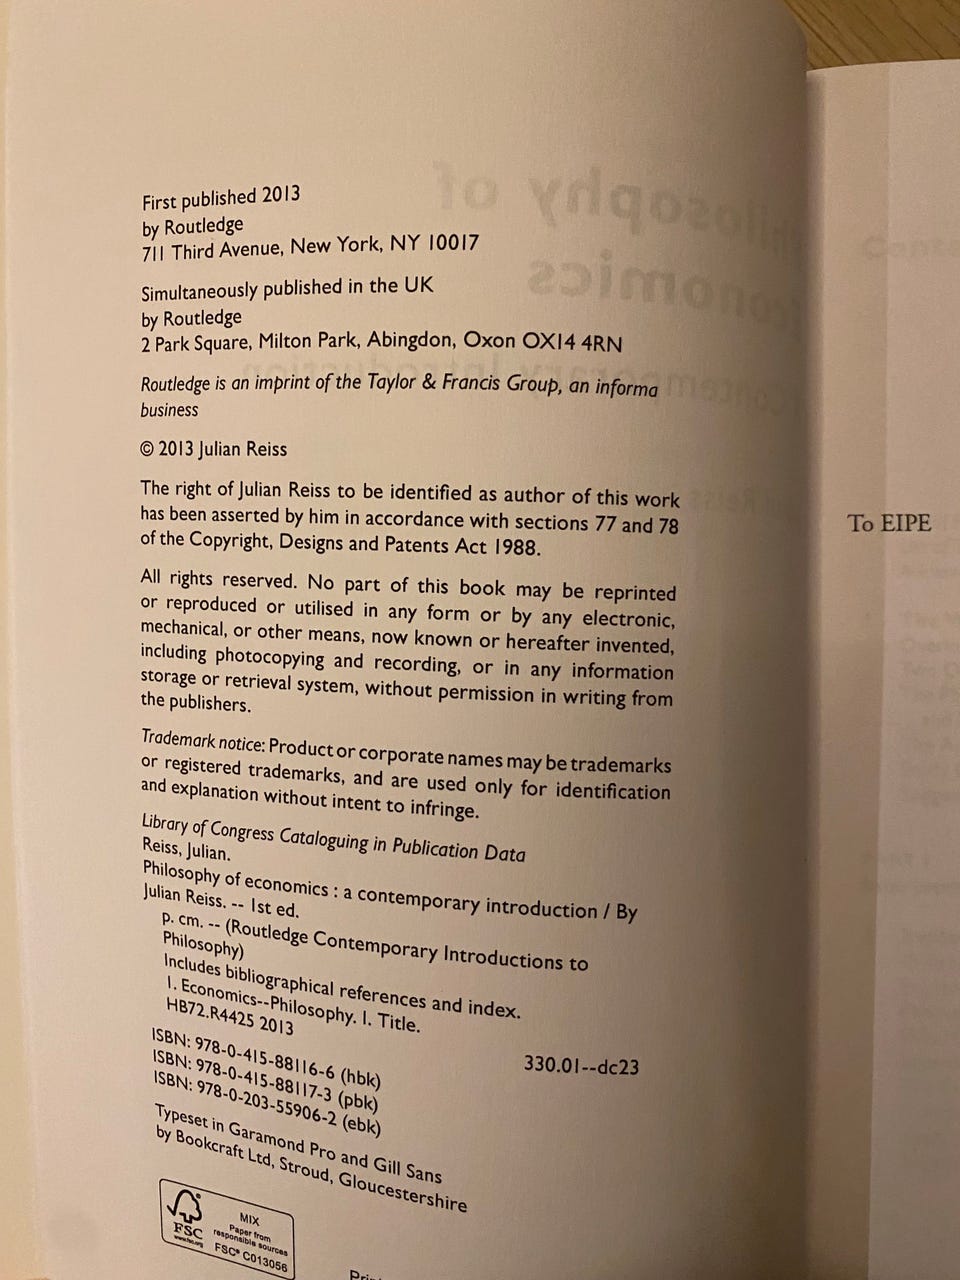 First published 2013
by Routledge
711 Third Avenue, New York, NY 10017
Simultaneously published in the UK
by Routledge
2 Park Square, Milton Park, Abingdon, Oxon OX14 4RN
Routledge is an imprint of the Taylor & Francis Group, an informa
business
© 2013 Julian Reiss
The right of Julian Reiss to be identified as author of this work
has been asserted by him in accordance with sections 77 and 78
of the Copyright, Designs and Patents Act 1988.
All rights reserved. No part of this book may be reprinted
or reproduced or utilised in any form or by any electronic,
mechanical, or other means, now known or hereafter invented,
including photocopying and recording, or in any information
storage or retrieval system, without permission in writing from
the publishers.
Trademark notice: Product or corporate names may be trademarks
or registered trademarks, and are used only for identification
and explanation without intent to infringe.
Library of Congress Cataloguing in Publication Data
Reiss, Julian.
Philosophy of economics : a contemporary introduction / By
Julian Reiss. -- 1st ed.
p. cm. -- (Routledge Contemporary Introductions to
Philosophy)
Includes bibliographical references and index.
1. Economics--Philosophy. I. Title.
HB72.R4425 2013
330.01--dc23
ISBN: 978-0-415-88116-6 (hbk)
ISBN: 978-0-415-88117-3 (pbk)
ISBN: 978-0-203-55906-2 (ebk)
Typeset in Garamond Pro and Gill Sans
by Bookcraft Ltd, Stroud, Gloucestershire
FSC
www.fsc.org
MIX
Paper from
responsible sources
FSC® C013056
To EIPE